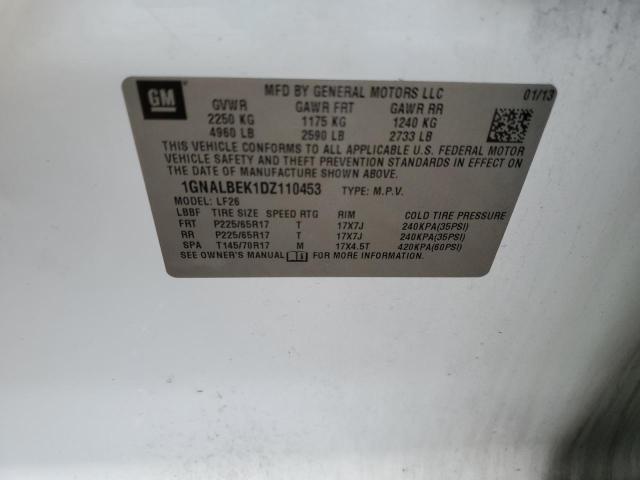 GM
MFD BY GENERAL MOTORS LLC 01/13
GVWR GAWR FRT GAWR RR
2250 KG 1175 KG 1240 KG
4960 LB 2590 LB 2733 LB
THIS VEHICLE CONFORMS TO ALL APPLICABLE U.S. FEDERAL MOTOR
VEHICLE SAFETY AND THEFT PREVENTION STANDARDS IN EFFECT ON
THE DATE OF MANUFACTURE SHOWN ABOVE.
1GNALBEK1DZ110453 TYPE: M.P.V.
MODEL: LF26
LBBF TIRE SIZE SPEED RTG RIM COLD TIRE PRESSURE
FRT P225/65R17 T 17X7J 240KPA(35PSI)
RR P225/65R17 T 17X7J 240KPA(35PSI)
SPA T145/70R17 M 17X4.5T 420KPA(60PSI)
SEE OWNER'S MANUAL FOR MORE INFORMATION.